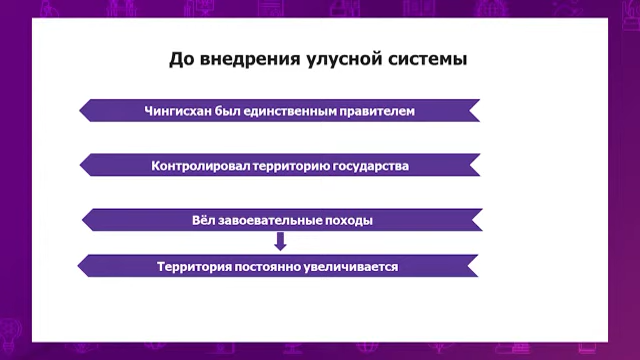 До внедрения улусной системы
Чингисхан был единственным правителем
Контролировал территорию государства
Вёл завоевательные походы
Территория постоянно увеличивается